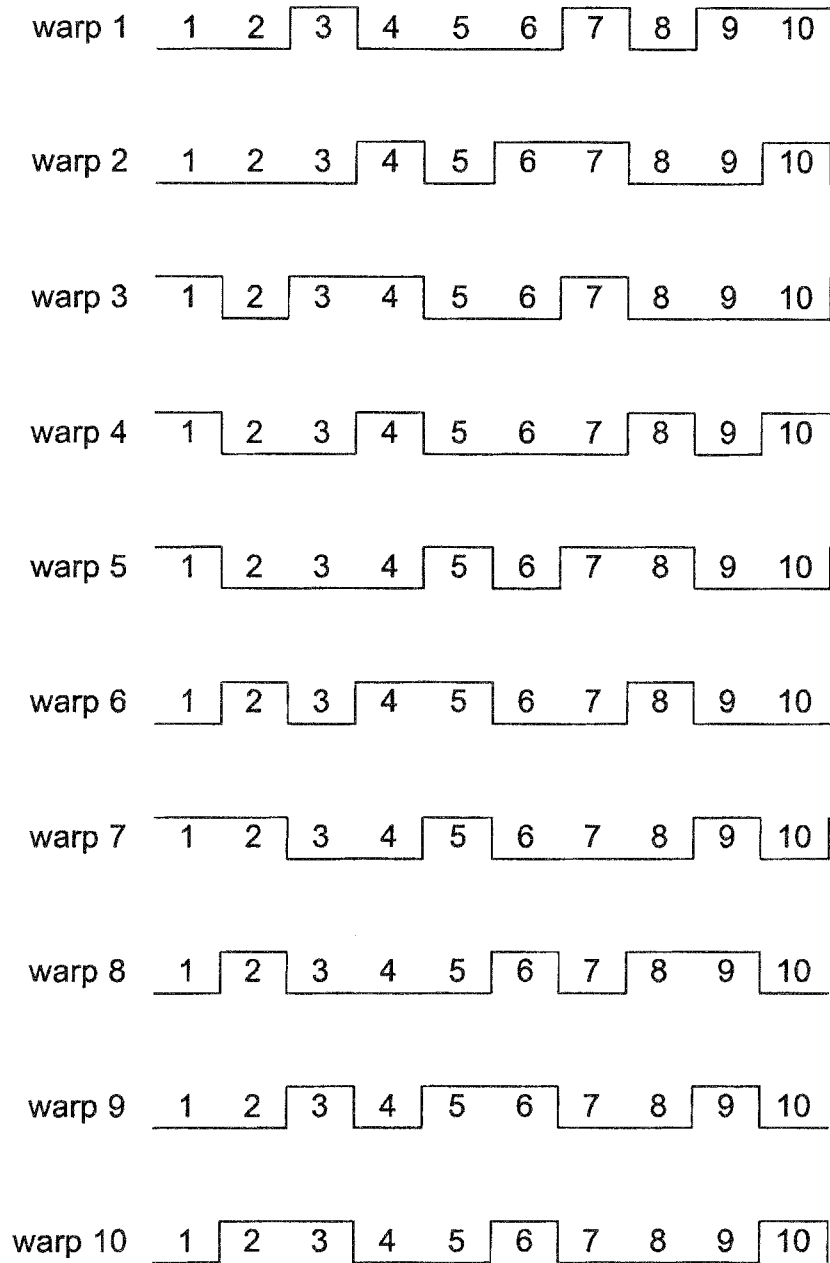 warp 1 1 2 3 4 5 6 7 8 9 10
warp 2 1 2 3 4 5 6 7 8 9 10
warp 3 1 2 3 4 5 6 7 8 9 10
warp 4 1 2 3 4 5 6 7 8 9 10
warp 5 1 2 3 4 5 6 7 8 9 10
warp 6 1 2 3 4 5 6 7 8 9 10
warp 7 1 2 3 4 5 6 7 8 9 10
warp 8 1 2 3 4 5 6 7 8 9 10
warp 9 1 2 3 4 5 6 7 8 9 10
warp 10 1 2 3 4 5 6 7 8 9 10